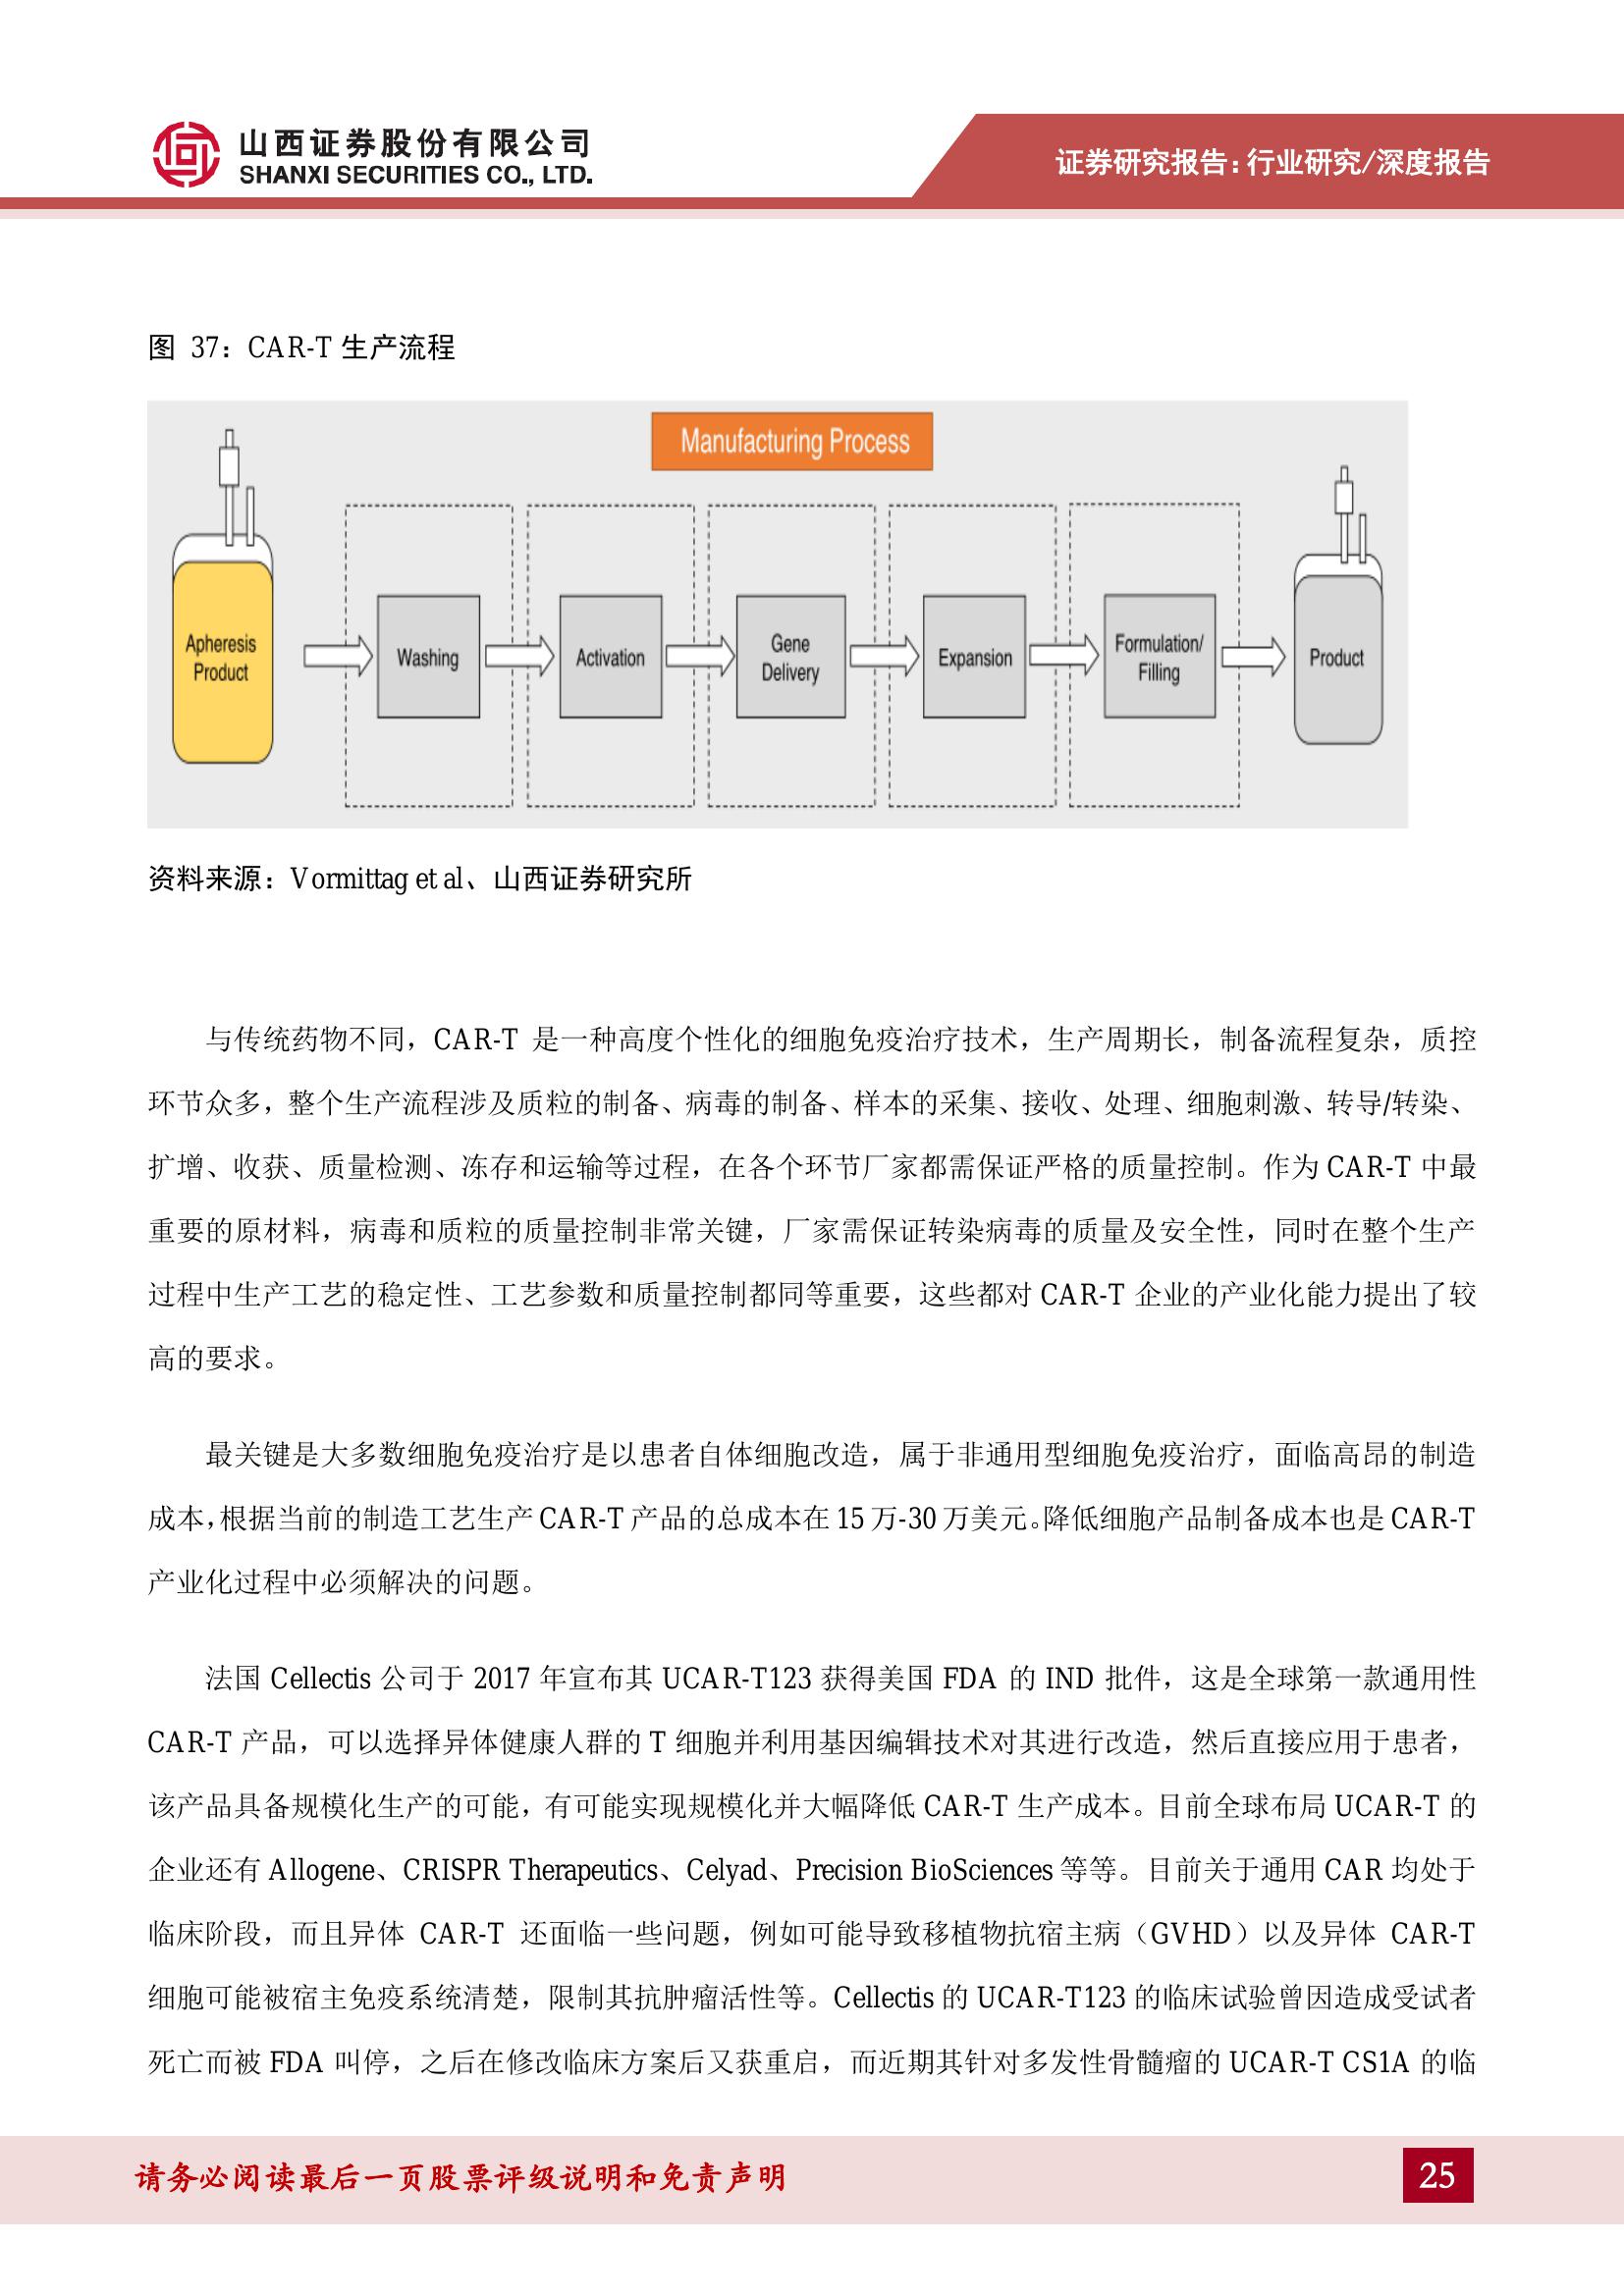 山西证券股份有限公司
SHANXI SECURITIES CO., LTD.
证券研究报告:行业研究/深度报告
图 37：CAR-T 生产流程
Manufacturing Process
Apheresis
Product
Washing
Activation
Gene
Delivery
Expansion
Formulation/
Filling
Product
资料来源：Vormittag et al、山西证券研究所
与传统药物不同，CAR-T 是一种高度个性化的细胞免疫治疗技术，生产周期长，制备流程复杂，质控
环节众多，整个生产流程涉及质粒的制备、病毒的制备、样本的采集、接收、处理、细胞刺激、转导/转染、
扩增、收获、质量检测、冻存和运输等过程，在各个环节厂家都需保证严格的质量控制。作为 CAR-T 中最
重要的原材料，病毒和质粒的质量控制非常关键，厂家需保证转染病毒的质量及安全性，同时在整个生产
过程中生产工艺的稳定性、工艺参数和质量控制都同等重要，这些都对 CAR-T 企业的产业化能力提出了较
高的要求。
最关键是大多数细胞免疫治疗是以患者自体细胞改造，属于非通用型细胞免疫治疗，面临高昂的制造
成本，根据当前的制造工艺生产 CAR-T 产品的总成本在 15 万-30 万美元。降低细胞产品制备成本也是 CAR-T
产业化过程中必须解决的问题。
法国 Cellectis 公司于 2017 年宣布其 UCAR-T123 获得美国 FDA 的 IND 批件，这是全球第一款通用性
CAR-T 产品，可以选择异体健康人群的 T 细胞并利用基因编辑技术对其进行改造，然后直接应用于患者，
该产品具备规模化生产的可能，有可能实现规模化并大幅降低 CAR-T 生产成本。目前全球布局 UCAR-T 的
企业还有 Allogene、CRISPR Therapeutics、Celyad、Precision BioSciences 等等。目前关于通用 CAR 均处于
临床阶段，而且异体 CAR-T 还面临一些问题，例如可能导致移植物抗宿主病（GVHD）以及异体 CAR-T
细胞可能被宿主免疫系统清楚，限制其抗肿瘤活性等。Cellectis 的 UCAR-T123 的临床试验曾因造成受试者
死亡而被 FDA 叫停，之后在修改临床方案后又获重启，而近期其针对多发性骨髓瘤的 UCAR-T CS1A 的临
请务必阅读最后一页股票评级说明和免责声明
25